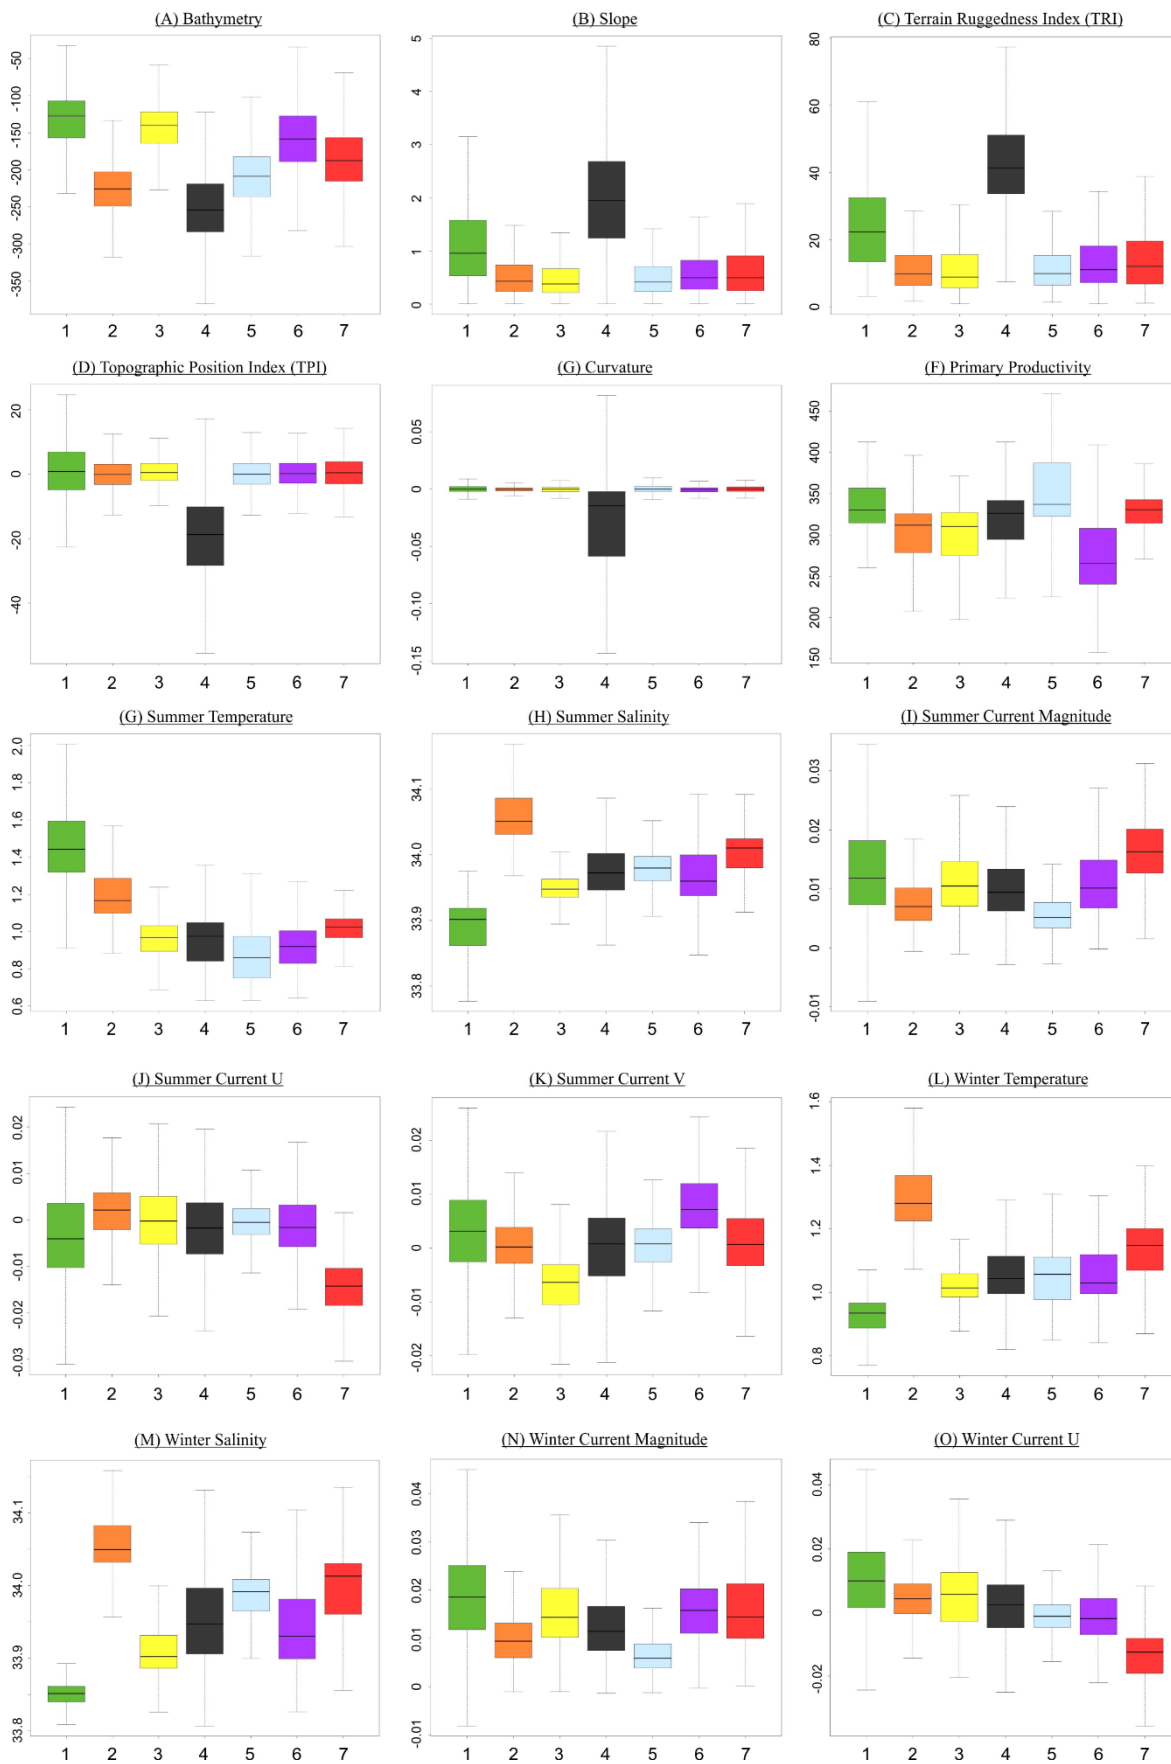 (A) Bathymetry
(B) Slope
(C) Terrain Ruggedness Index (TRI)
-50
-100
-150
-200
-250
-300
-350
1 2 3 4 5 6 7
5
4
3
2
1
0
1 2 3 4 5 6 7
80
60
40
20
0
1 2 3 4 5 6 7
(D) Topographic Position Index (TPI)
(G) Curvature
(F) Primary Productivity
20
0
-20
-40
1 2 3 4 5 6 7
0.05
0
-0.05
-0.10
-0.15
1 2 3 4 5 6 7
450
400
350
300
250
200
150
1 2 3 4 5 6 7
(G) Summer Temperature
(H) Summer Salinity
(I) Summer Current Magnitude
2.0
1.8
1.6
1.4
1.2
1.0
0.8
0.6
1 2 3 4 5 6 7
34.1
34.0
33.9
33.8
1 2 3 4 5 6 7
0.03
0.02
0.01
0
-0.01
1 2 3 4 5 6 7
(J) Summer Current U
(K) Summer Current V
(L) Winter Temperature
0.02
0.01
0
-0.01
-0.02
-0.03
1 2 3 4 5 6 7
0.02
0.01
0
-0.01
-0.02
1 2 3 4 5 6 7
1.6
1.4
1.2
1.0
0.8
1 2 3 4 5 6 7
(M) Winter Salinity
(N) Winter Current Magnitude
(O) Winter Current U
34.1
34.0
33.9
33.8
1 2 3 4 5 6 7
0.04
0.03
0.02
0.01
0
-0.01
1 2 3 4 5 6 7
0.04
0.02
0
-0.02
1 2 3 4 5 6 7